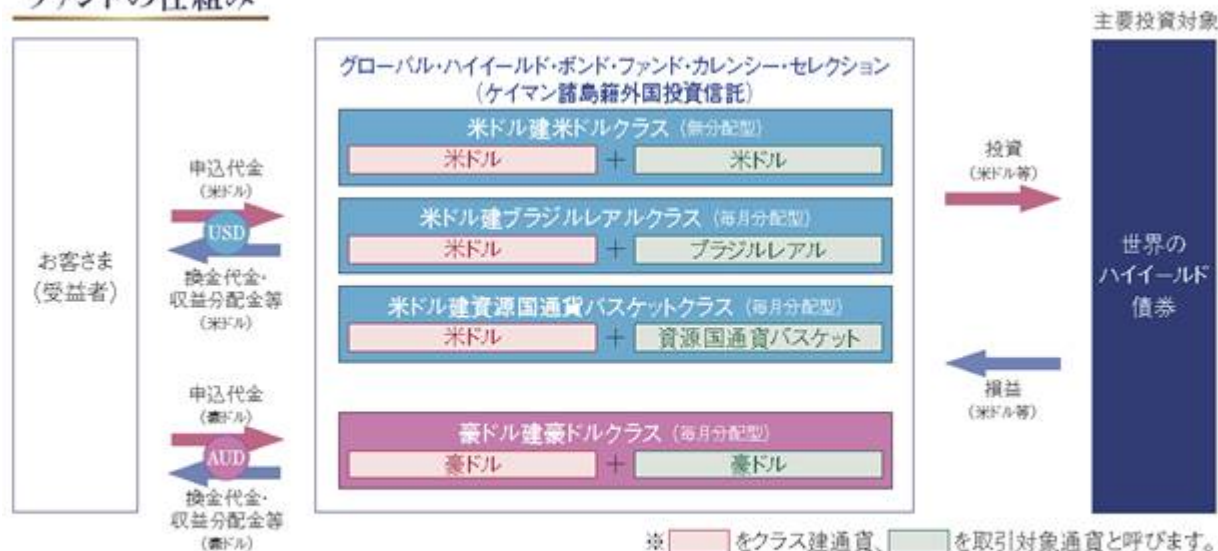 ファンドの仕組み
主要投資対象
お客さま
(受益者)
申込代金
(米ドル)
USD
換金代金・
収益分配金等
(米ドル)
申込代金
(豪ドル)
AUD
換金代金・
収益分配金等
(豪ドル)
グローバル・ハイイールド・ボンド・ファンド・カレンシー・セレクション
(ケイマン諸島籍外国投資信託)
米ドル建米ドルクラス (無分配型)
米ドル + 米ドル
米ドル建ブラジルレアルクラス (毎月分配型)
米ドル + ブラジルレアル
米ドル建資源国通貨バスケットクラス (毎月分配型)
米ドル + 資源国通貨バスケット
豪ドル建豪ドルクラス (毎月分配型)
豪ドル + 豪ドル
投資
(米ドル等)
損益
(米ドル等)
世界の
ハイイールド
債券
※ をクラス建通貨、 を取引対象通貨と呼びます。